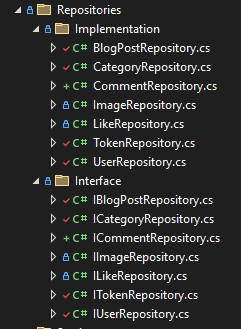 Repositories
Implementation
C# BlogPostRepository.cs
C# CategoryRepository.cs
C# CommentRepository.cs
C# ImageRepository.cs
C# LikeRepository.cs
C# TokenRepository.cs
C# UserRepository.cs
Interface
C# IBlogPostRepository.cs
C# ICategoryRepository.cs
C# ICommentRepository.cs
C# IImageRepository.cs
C# ILikeRepository.cs
C# ITokenRepository.cs
C# IUserRepository.cs